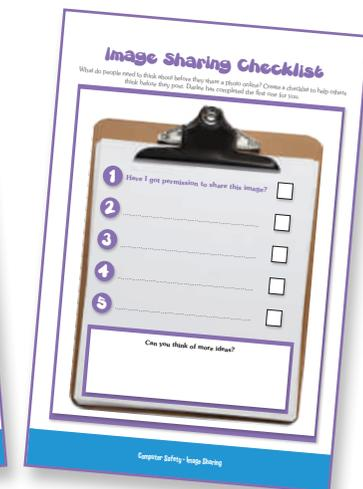 Image Sharing Checklist
What do people need to think about before they share a photo online? Create a checklist to help others
think before they post. Darley has completed the first one for you.
1 Have I got permission to share this image?
2
3
4
5
Can you think of more ideas?
Computer Safety - Image Sharing